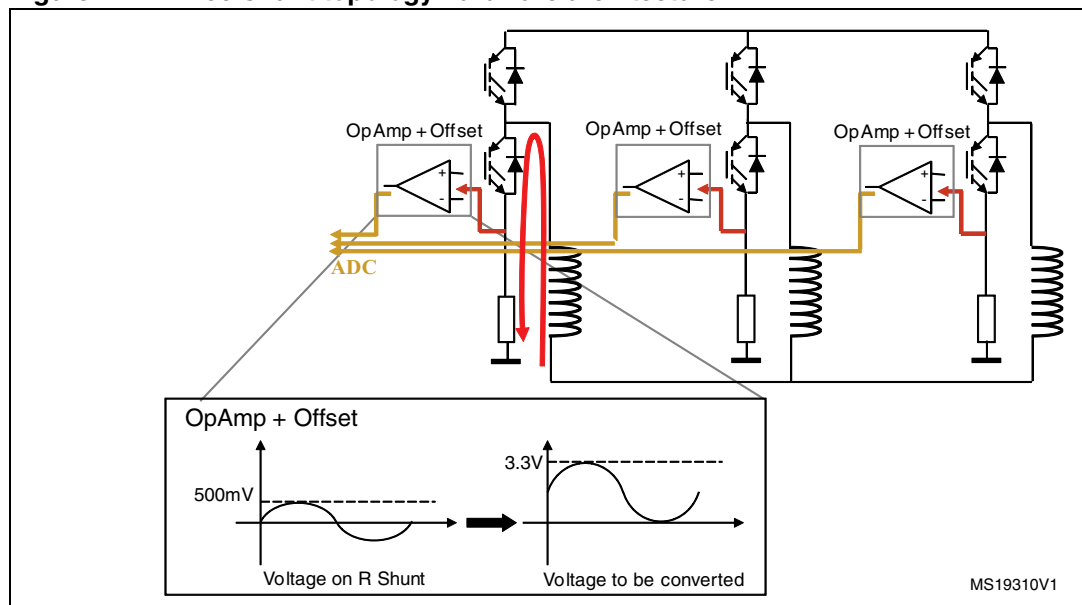 OpAmp + Offset
OpAmp + Offset
OpAmp + Offset
+
-
+
-
+
-
ADC
OpAmp + Offset
500mV
3.3V
Voltage on R Shunt
Voltage to be converted
MS19310V1